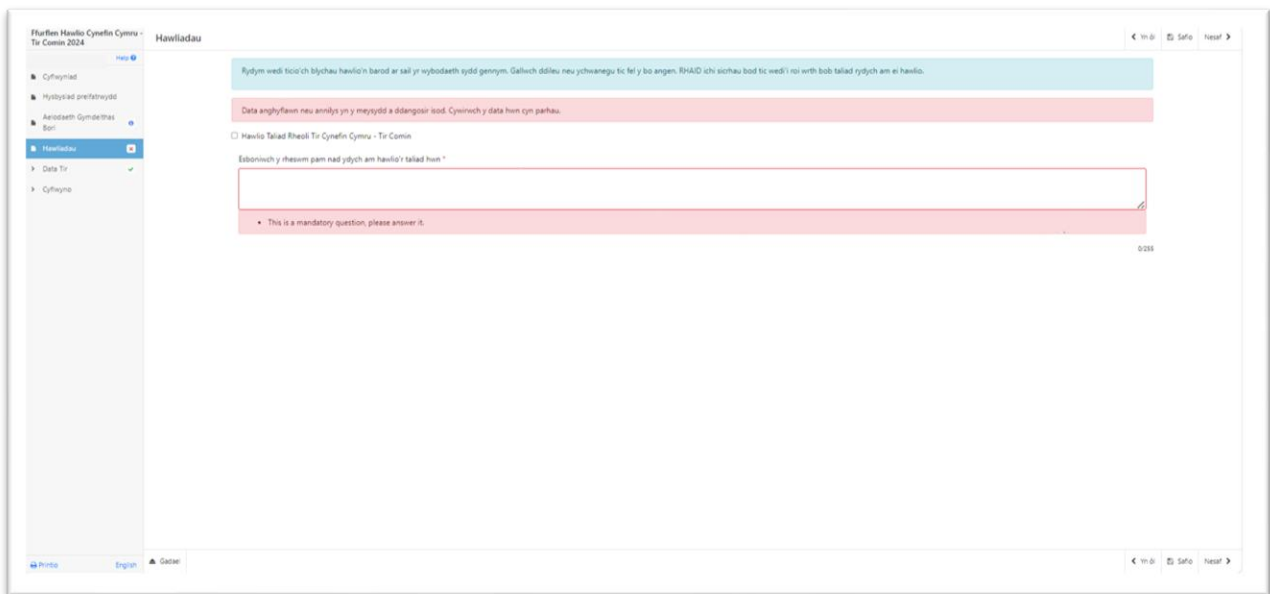 Ffurflen Hawlio Cynefin Cymru -
Tir Comin 2024
Help
Cyflwyniad
Hysbysiad preifatrwydd
Aelodaeth Gymdeithas
Bori
Hawliadau
Data Tir
Cyflwyno
Printio
English
Hawliadau
Yn ôl
Safio
Nesaf
Rydym wedi ticio'ch blychau hawlio'n barod ar sail yr wybodaeth sydd gennym. Gallwch ddileu neu ychwanegu tic fel y bo angen. RHAID ichi sicrhau bod tic wedi'i roi wrth bob taliad rydych am ei hawlio.
Data anghyflawn neu annilys yn y meysydd a ddangosir isod. Cywirwch y data hwn cyn parhau.
Hawlio Taliad Rheoli Tir Cynefin Cymru - Tir Comin
Esboniwch y rheswm pam nad ydych am hawlio'r taliad hwn *
This is a mandatory question, please answer it.
0/255
Gadael
Yn ôl
Safio
Nesaf